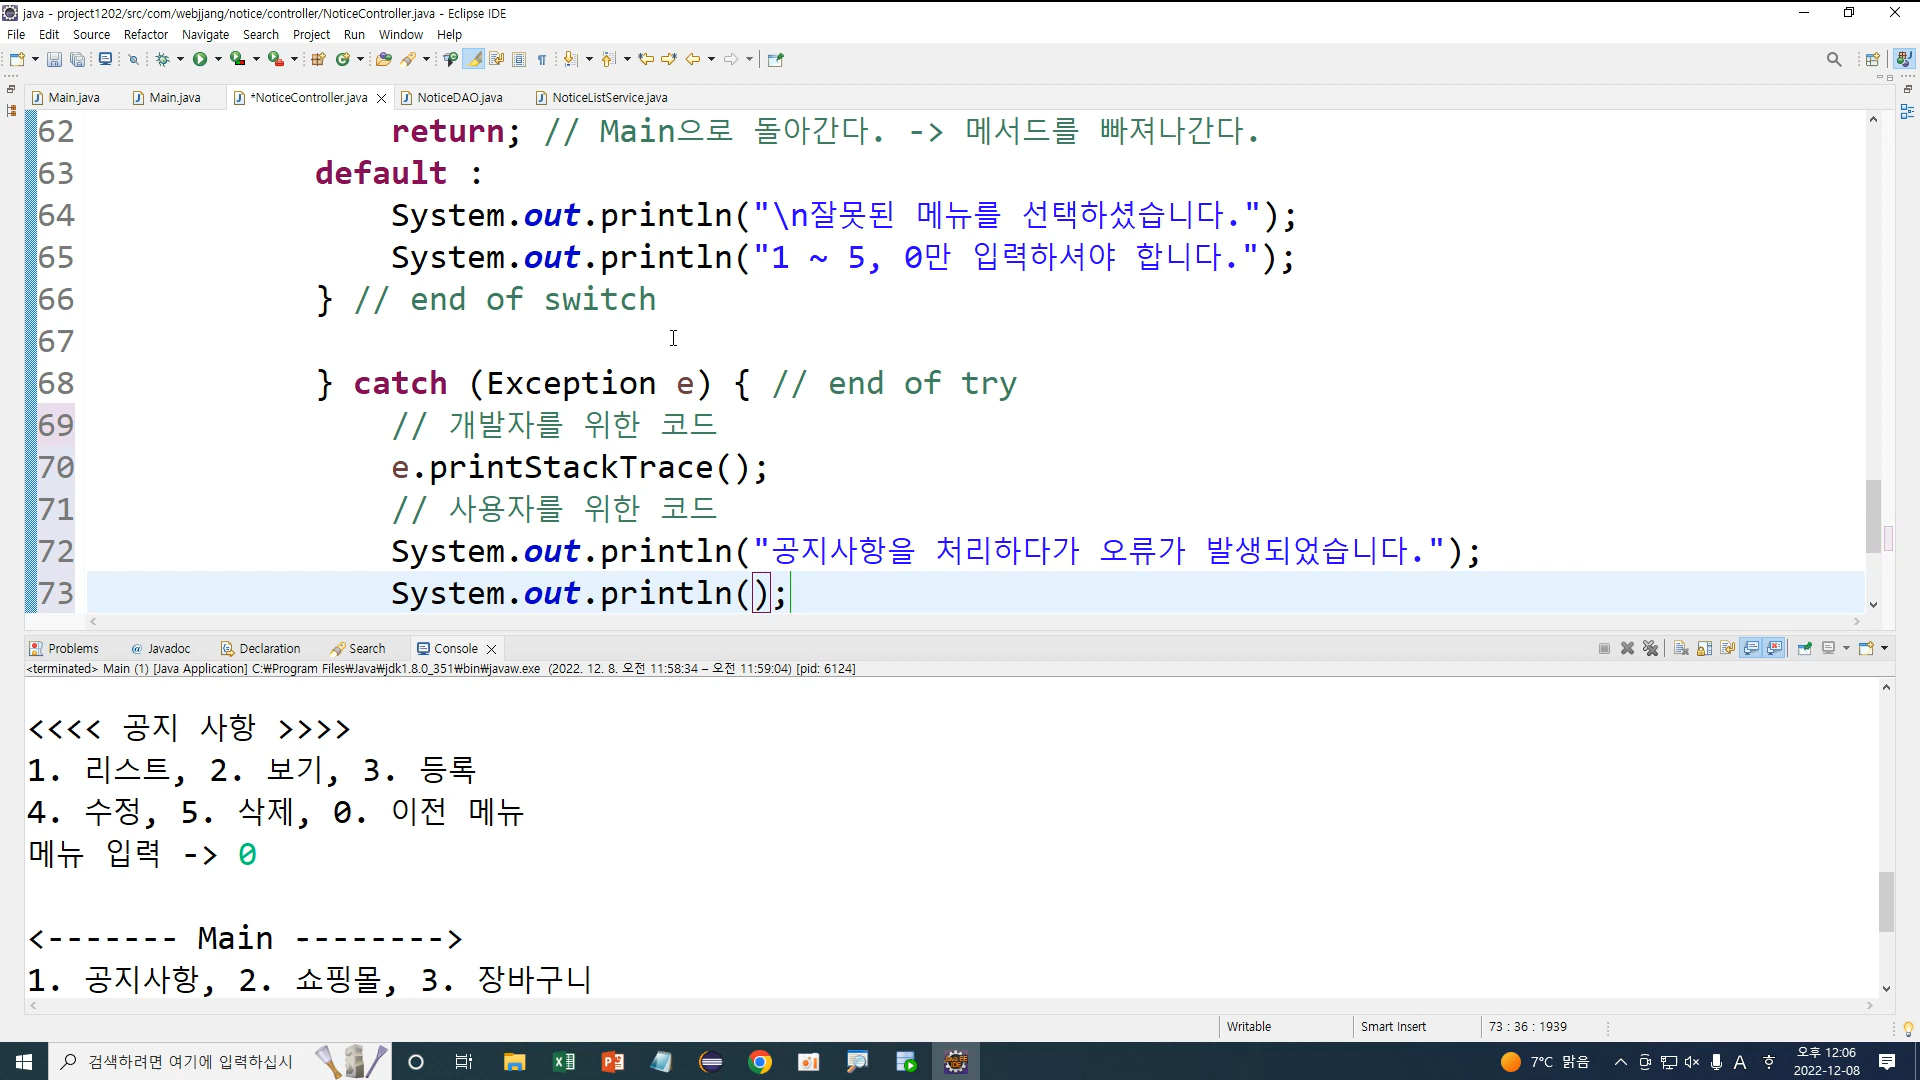 java - project1202/src/com/webjjang/notice/controller/NoticeController.java - Eclipse IDE
File Edit Source Refactor Navigate Search Project Run Window Help
Main.java Main.java *NoticeController.java NoticeDAO.java NoticeListService.java
62 return; // Main으로 돌아간다. -> 메서드를 빠져나간다.
63 default :
64 System.out.println("\n잘못된 메뉴를 선택하셨습니다.");
65 System.out.println("1 ~ 5, 0만 입력하셔야 합니다.");
66 } // end of switch
67
68 } catch (Exception e) { // end of try
69 // 개발자를 위한 코드
70 e.printStackTrace();
71 // 사용자를 위한 코드
72 System.out.println("공지사항을 처리하다가 오류가 발생되었습니다.");
73 System.out.println();
Problems @ Javadoc Declaration Search Console
<terminated> Main (1) [Java Application] C:₩Program Files₩Java₩jdk1.8.0_351₩bin₩javaw.exe (2022. 12. 8. 오전 11:58:34 – 오전 11:59:04) [pid: 6124]
<<<< 공지 사항 >>>>
1. 리스트, 2. 보기, 3. 등록
4. 수정, 5. 삭제, 0. 이전 메뉴
메뉴 입력 -> 0
<------- Main -------->
1. 공지사항, 2. 쇼핑몰, 3. 장바구니
Writable Smart Insert 73 : 36 : 1939
검색하려면 여기에 입력하십시 7°C 맑음 A 오후 12:06
2022-12-08